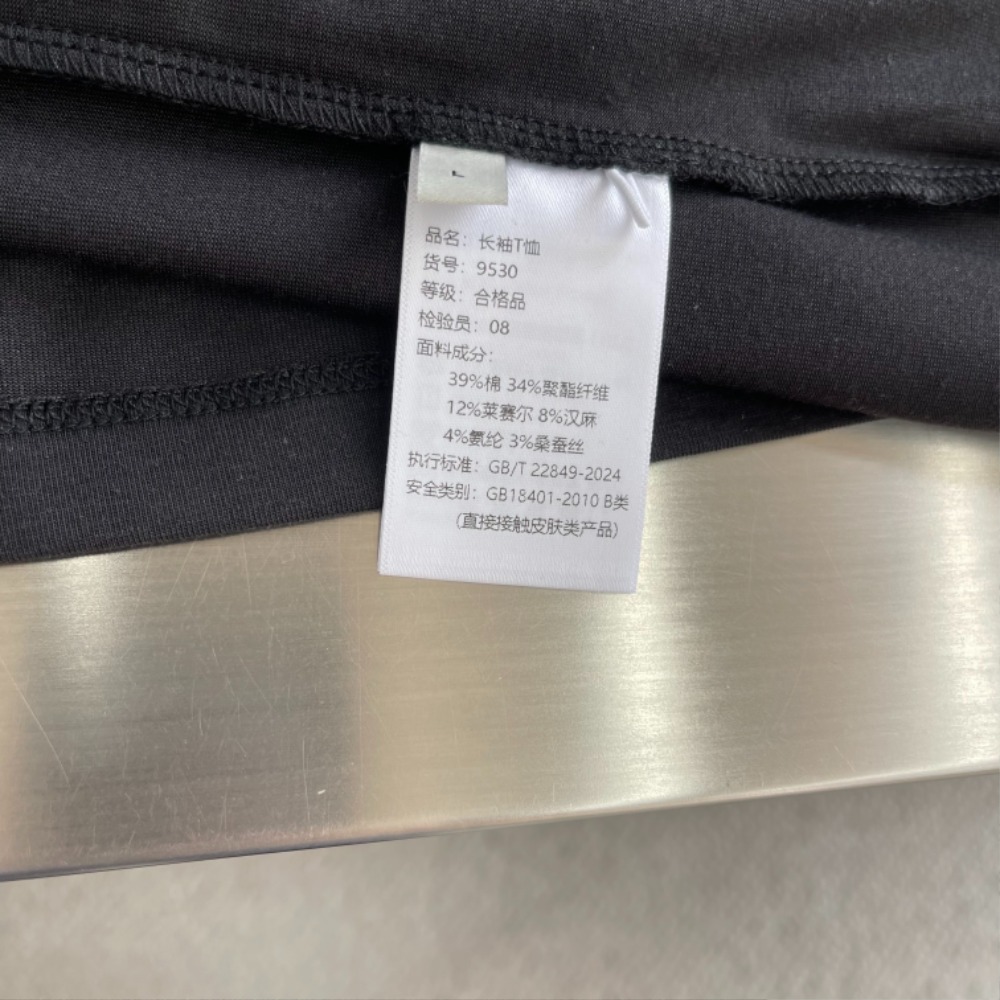 L
品名：长袖T恤
货号：9530
等级：合格品
检验员：08
面料成分：
39%棉 34%聚酯纤维
12%莱赛尔 8%汉麻
4%氨纶 3%桑蚕丝
执行标准：GB/T 22849-2024
安全类别：GB18401-2010 B类
（直接接触皮肤类产品）